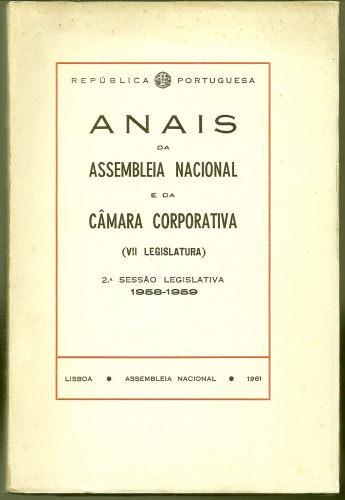 REPÚBLICA PORTUGUESA
ANAIS
DA
ASSEMBLEIA NACIONAL
E DA
CÂMARA CORPORATIVA
(VII LEGISLATURA)
2.ª SESSÃO LEGISLATIVA
1958-1959
LISBOA ● ASSEMBLEIA NACIONAL ● 1961